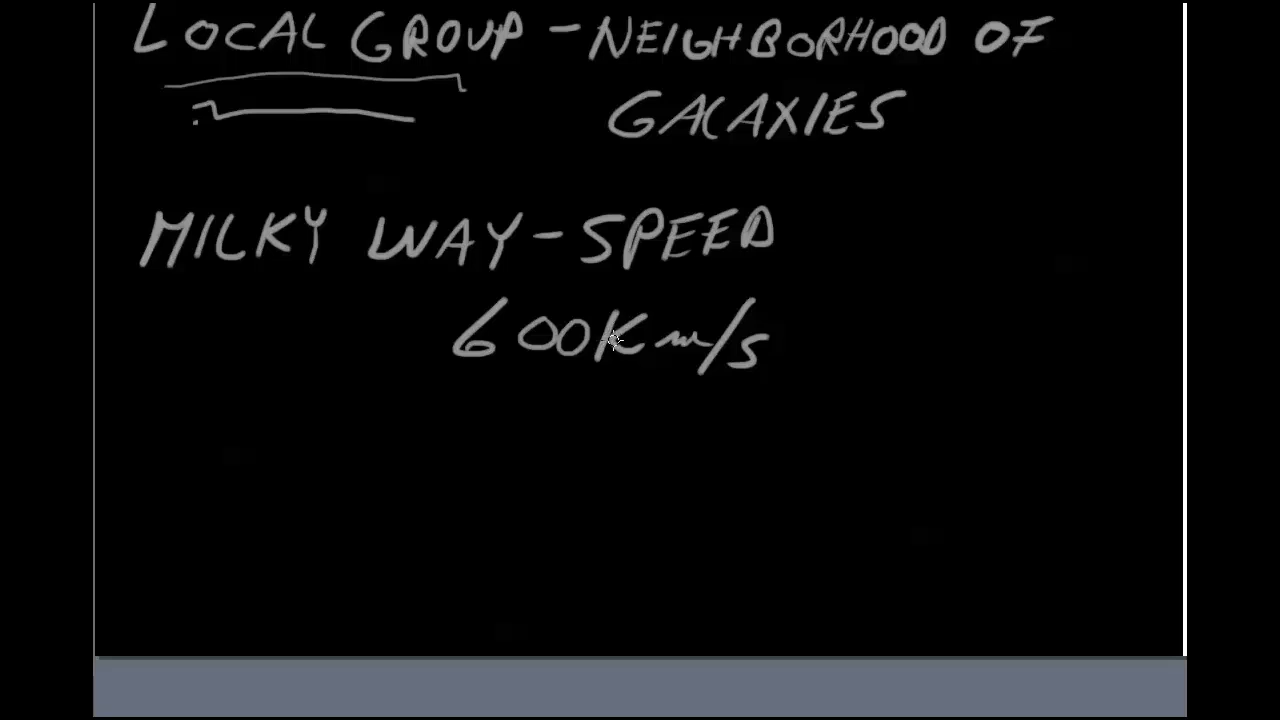 LOCAL GROUP - NEIGHBORHOOD OF
GALAXIES
MILKY WAY - SPEED
600Km/s